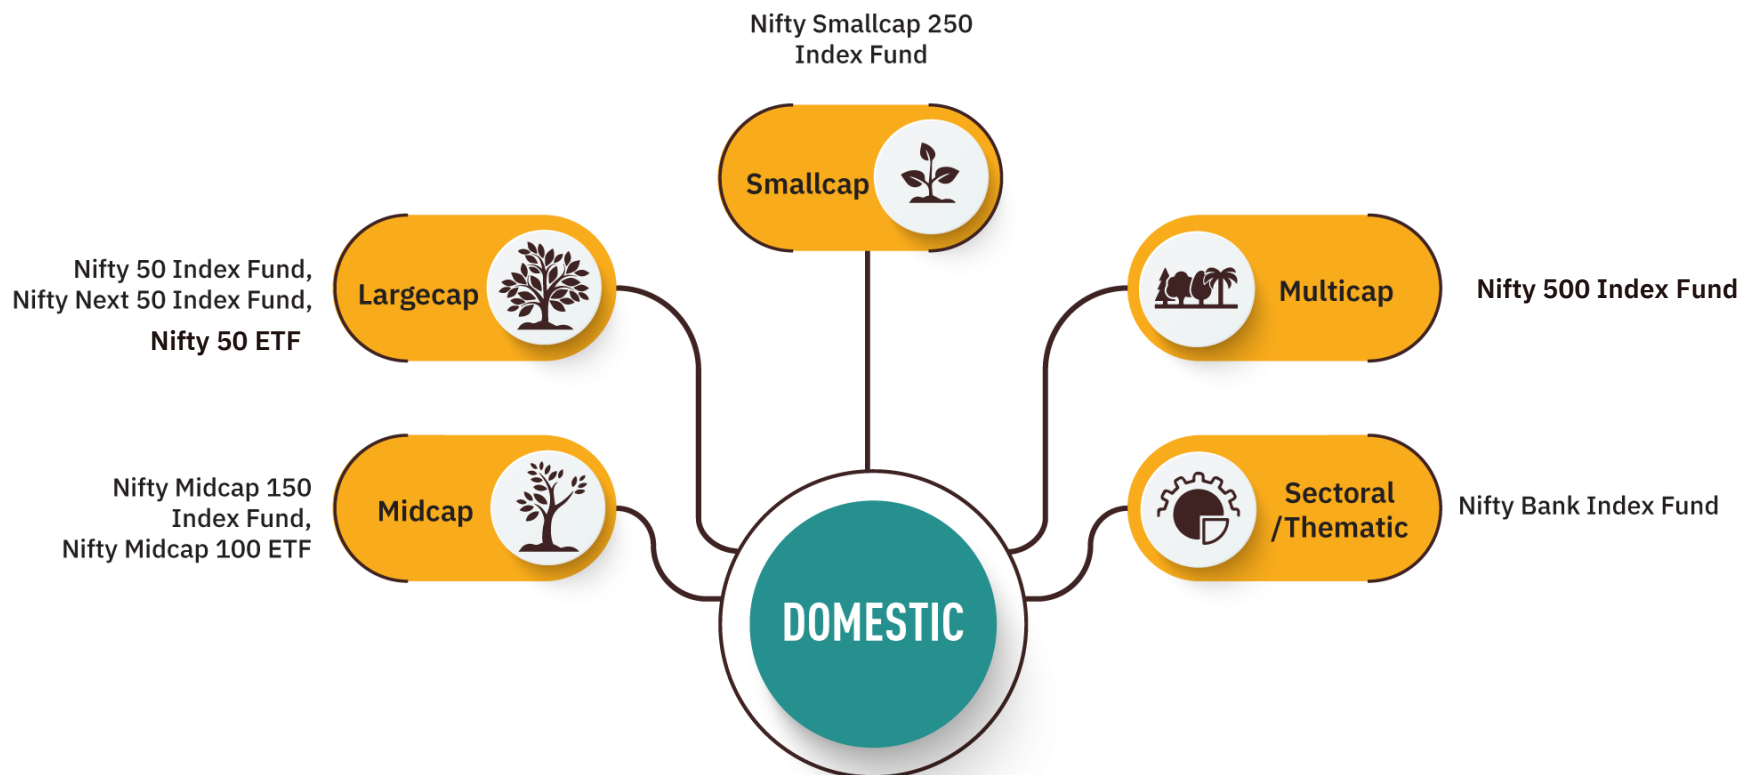 Nifty Smallcap 250
Index Fund
Smallcap
Nifty 50 Index Fund,
Nifty Next 50 Index Fund,
Nifty 50 ETF
Largecap
Multicap
Nifty 500 Index Fund
Nifty Midcap 150
Index Fund,
Nifty Midcap 100 ETF
Midcap
Sectoral
/Thematic
Nifty Bank Index Fund
DOMESTIC